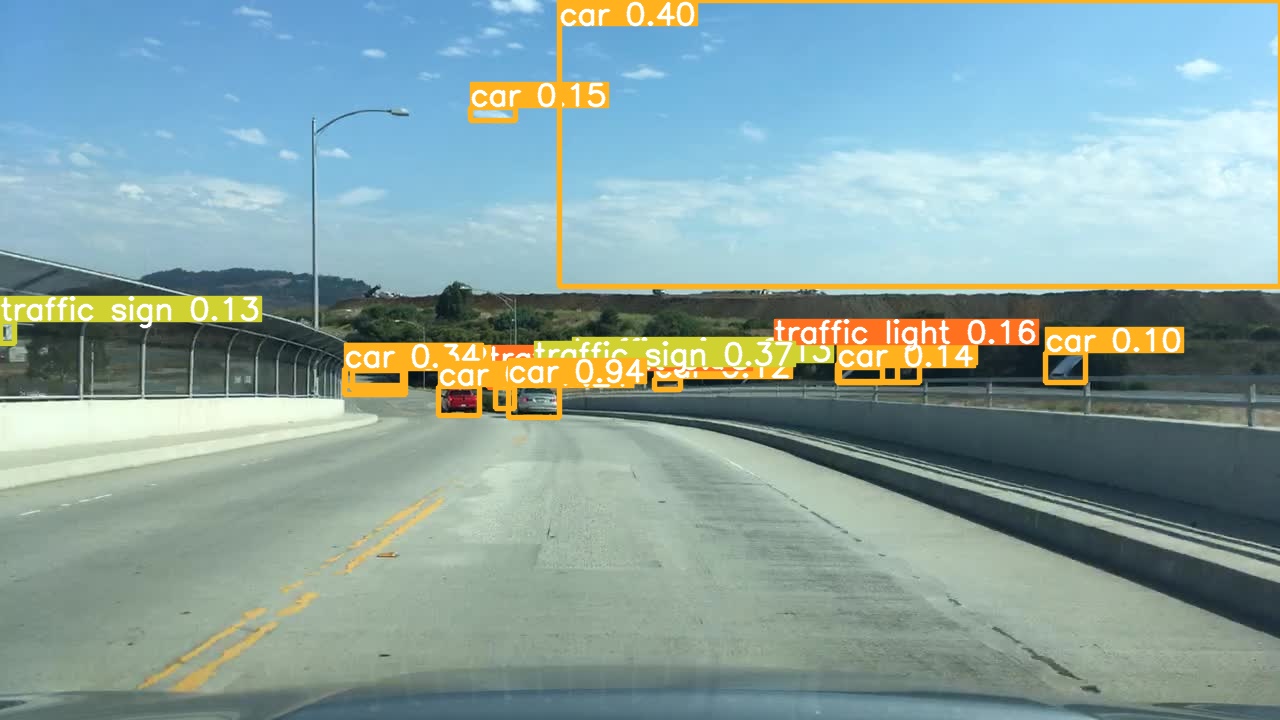 car 0.40
car 0.15
traffic sign 0.13
traffic light 0.16
car 0.10
traffic sign 0.37
car 0.34
0.14
car
car 0.94